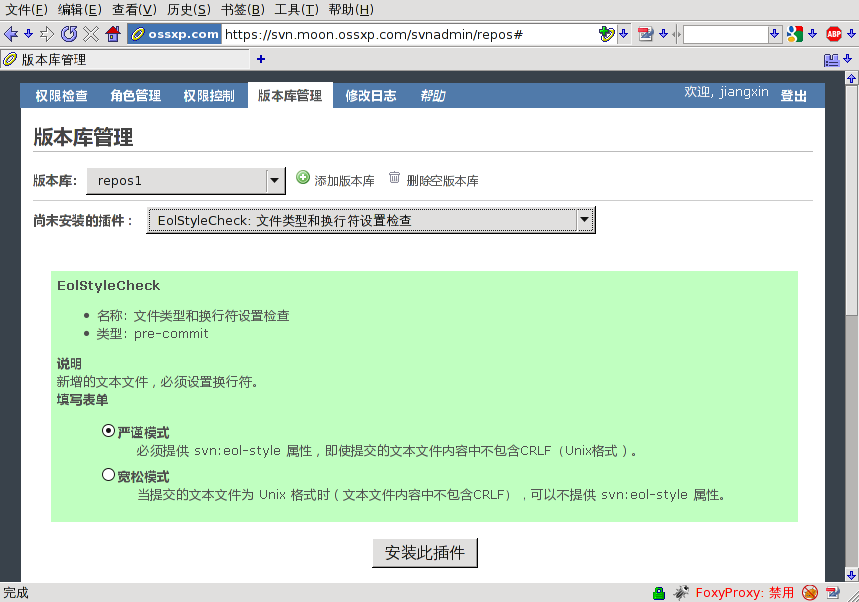 文件(F) 编辑(E) 查看(V) 历史(S) 书签(B) 工具(T) 帮助(H)
ossxp.com https://svn.moon.ossxp.com/svnadmin/repos# ABP
版本库管理
权限检查 角色管理 权限控制 版本库管理 修改日志 帮助 欢迎, jiangxin 登出
版本库管理
版本库: repos1 添加版本库 删除空版本库
尚未安装的插件： EolStyleCheck: 文件类型和换行符设置检查
EolStyleCheck
名称: 文件类型和换行符设置检查
类型: pre-commit
说明
新增的文本文件，必须设置换行符。
填写表单
严谨模式
必须提供 svn:eol-style 属性，即使提交的文本文件内容中不包含CRLF（Unix格式）。
宽松模式
当提交的文本文件为 Unix 格式时（文本文件内容中不包含CRLF），可以不提供 svn:eol-style 属性。
安装此插件
完成 FoxyProxy: 禁用